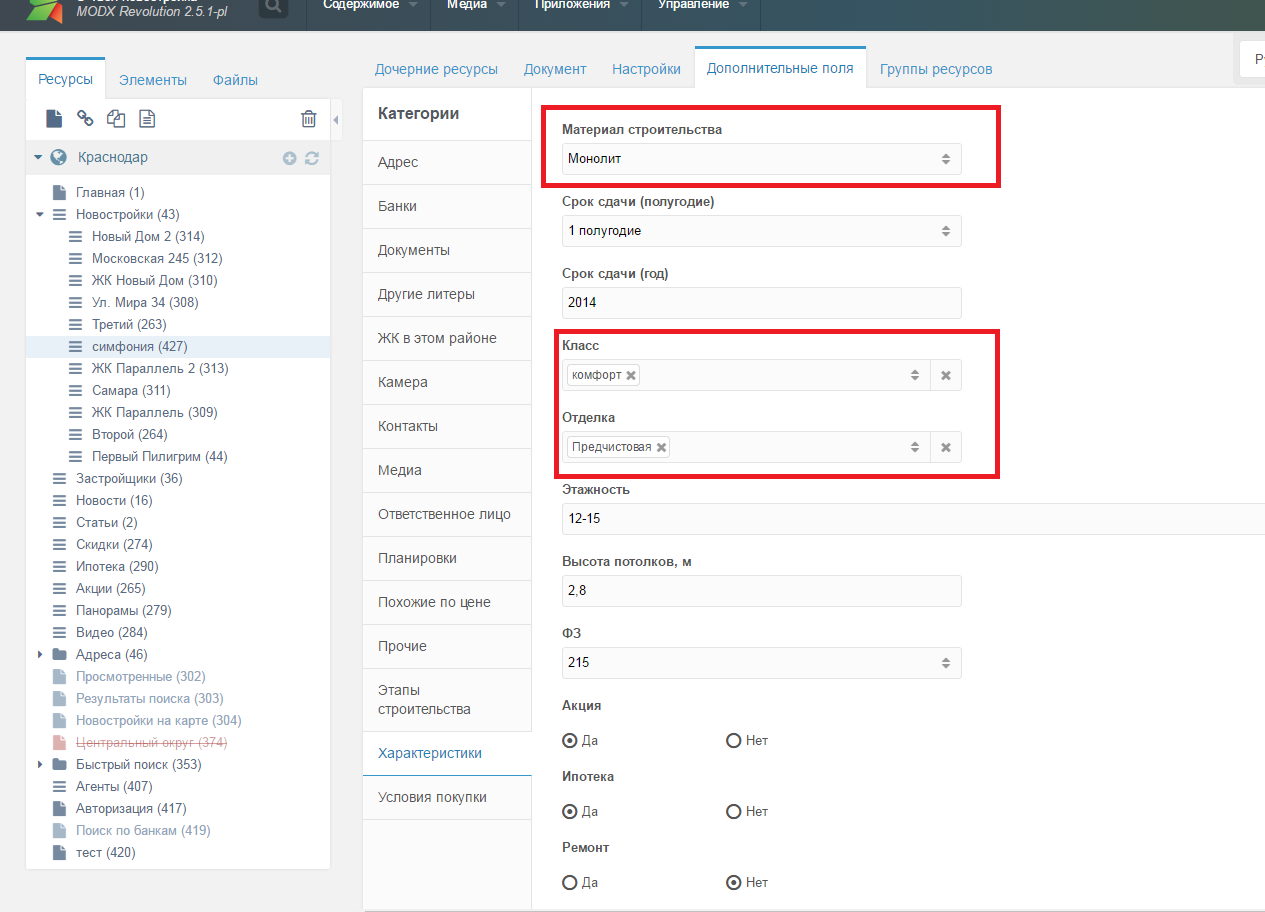 MODX Revolution 2.5.1-pl
Содержимое
Медиа
Приложения
Управление
Ресурсы
Элементы
Файлы
Краснодар
Главная (1)
Новостройки (43)
Новый Дом 2 (314)
Московская 245 (312)
ЖК Новый Дом (310)
Ул. Мира 34 (308)
Третий (263)
симфония (427)
ЖК Параллель 2 (313)
Самара (311)
ЖК Параллель (309)
Второй (264)
Первый Пилигрим (44)
Застройщики (36)
Новости (16)
Статьи (2)
Скидки (274)
Ипотека (290)
Акции (265)
Панорамы (279)
Видео (284)
Адреса (46)
Просмотренные (302)
Результаты поиска (303)
Новостройки на карте (304)
Центральный округ (374)
Быстрый поиск (353)
Агенты (407)
Авторизация (417)
Поиск по банкам (419)
тест (420)
Дочерние ресурсы
Документ
Настройки
Дополнительные поля
Группы ресурсов
Категории
Адрес
Банки
Документы
Другие литеры
ЖК в этом районе
Камера
Контакты
Медиа
Ответственное лицо
Планировки
Похожие по цене
Прочие
Этапы
строительства
Характеристики
Условия покупки
Материал строительства
Монолит
Срок сдачи (полугодие)
1 полугодие
Срок сдачи (год)
2014
Класс
комфорт
Отделка
Предчистовая
Этажность
12-15
Высота потолков, м
2,8
ФЗ
215
Акция
Да Нет
Ипотека
Да Нет
Ремонт
Да Нет